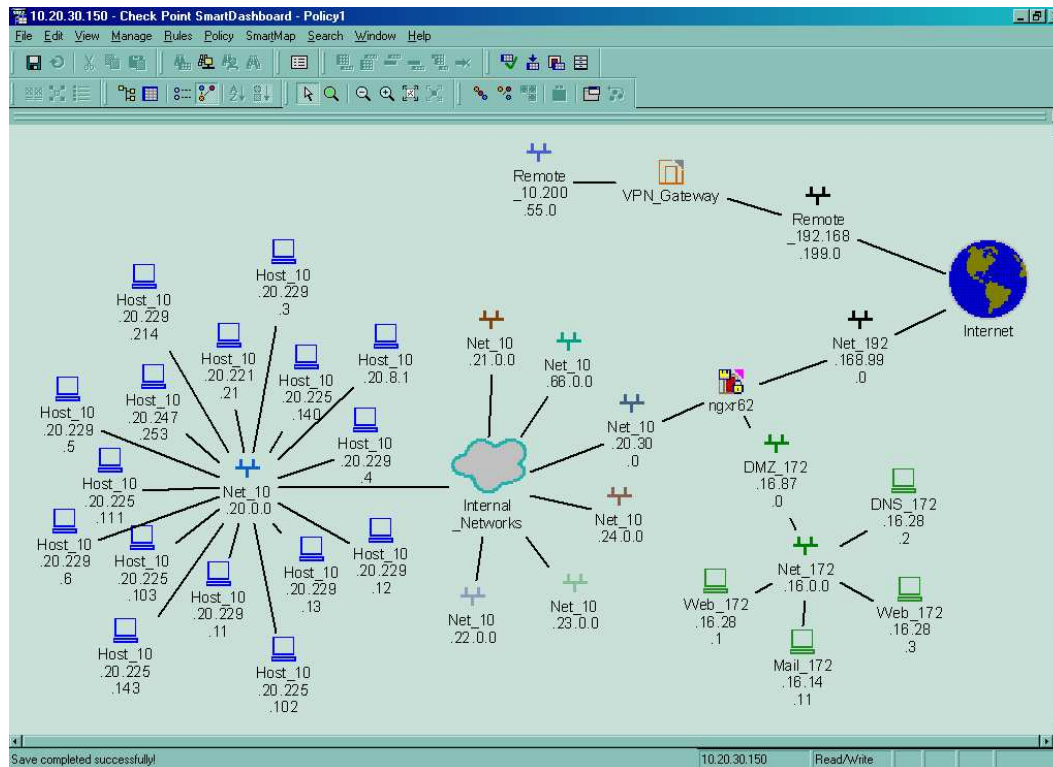 10.20.30.150 - Check Point SmartDashboard - Policy1
File Edit View Manage Rules Policy SmartMap Search Window Help
Remote
_10.200
.55.0
VPN_Gateway
Remote
_192.168
.199.0
Internet
Host_10
.20.229
.3
Host_10
.20.229
.214
Host_10
.20.221
.21
Host_10
.20.8.1
Net_10
.21.0.0
Net_10
.66.0.0
Net_192
.168.99
.0
ngxr62
Host_10
.20.225
.140
Host_10
.20.247
.253
Host_10
.20.229
.5
Host_10
.20.229
.4
Net_10
.20.30
.0
DMZ_172
.16.87
.0
Host_10
.20.225
.111
Net_10
.20.0.0
Internal
_Networks
Net_10
.24.0.0
DNS_172
.16.28
.2
Host_10
.20.229
.6
Host_10
.20.225
.103
Host_10
.20.229
.11
Host_10
.20.229
.13
Host_10
.20.229
.12
Net_10
.22.0.0
Net_10
.23.0.0
Net_172
.16.0.0
Web_172
.16.28
.1
Web_172
.16.28
.3
Host_10
.20.225
.143
Host_10
.20.225
.102
Mail_172
.16.14
.11
Save completed successfully!
10.20.30.150
Read/Write